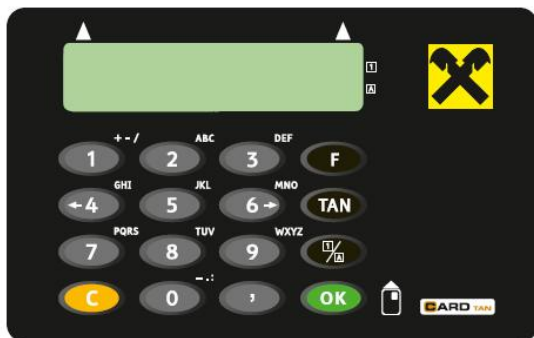 1
A
+ - / ABC DEF
1 2 3 F
GHI JKL MNO
←4 5 6→ TAN
PQRS TUV WXYZ
7 8 9 1/A
– . :
C 0 , OK
CARD TAN